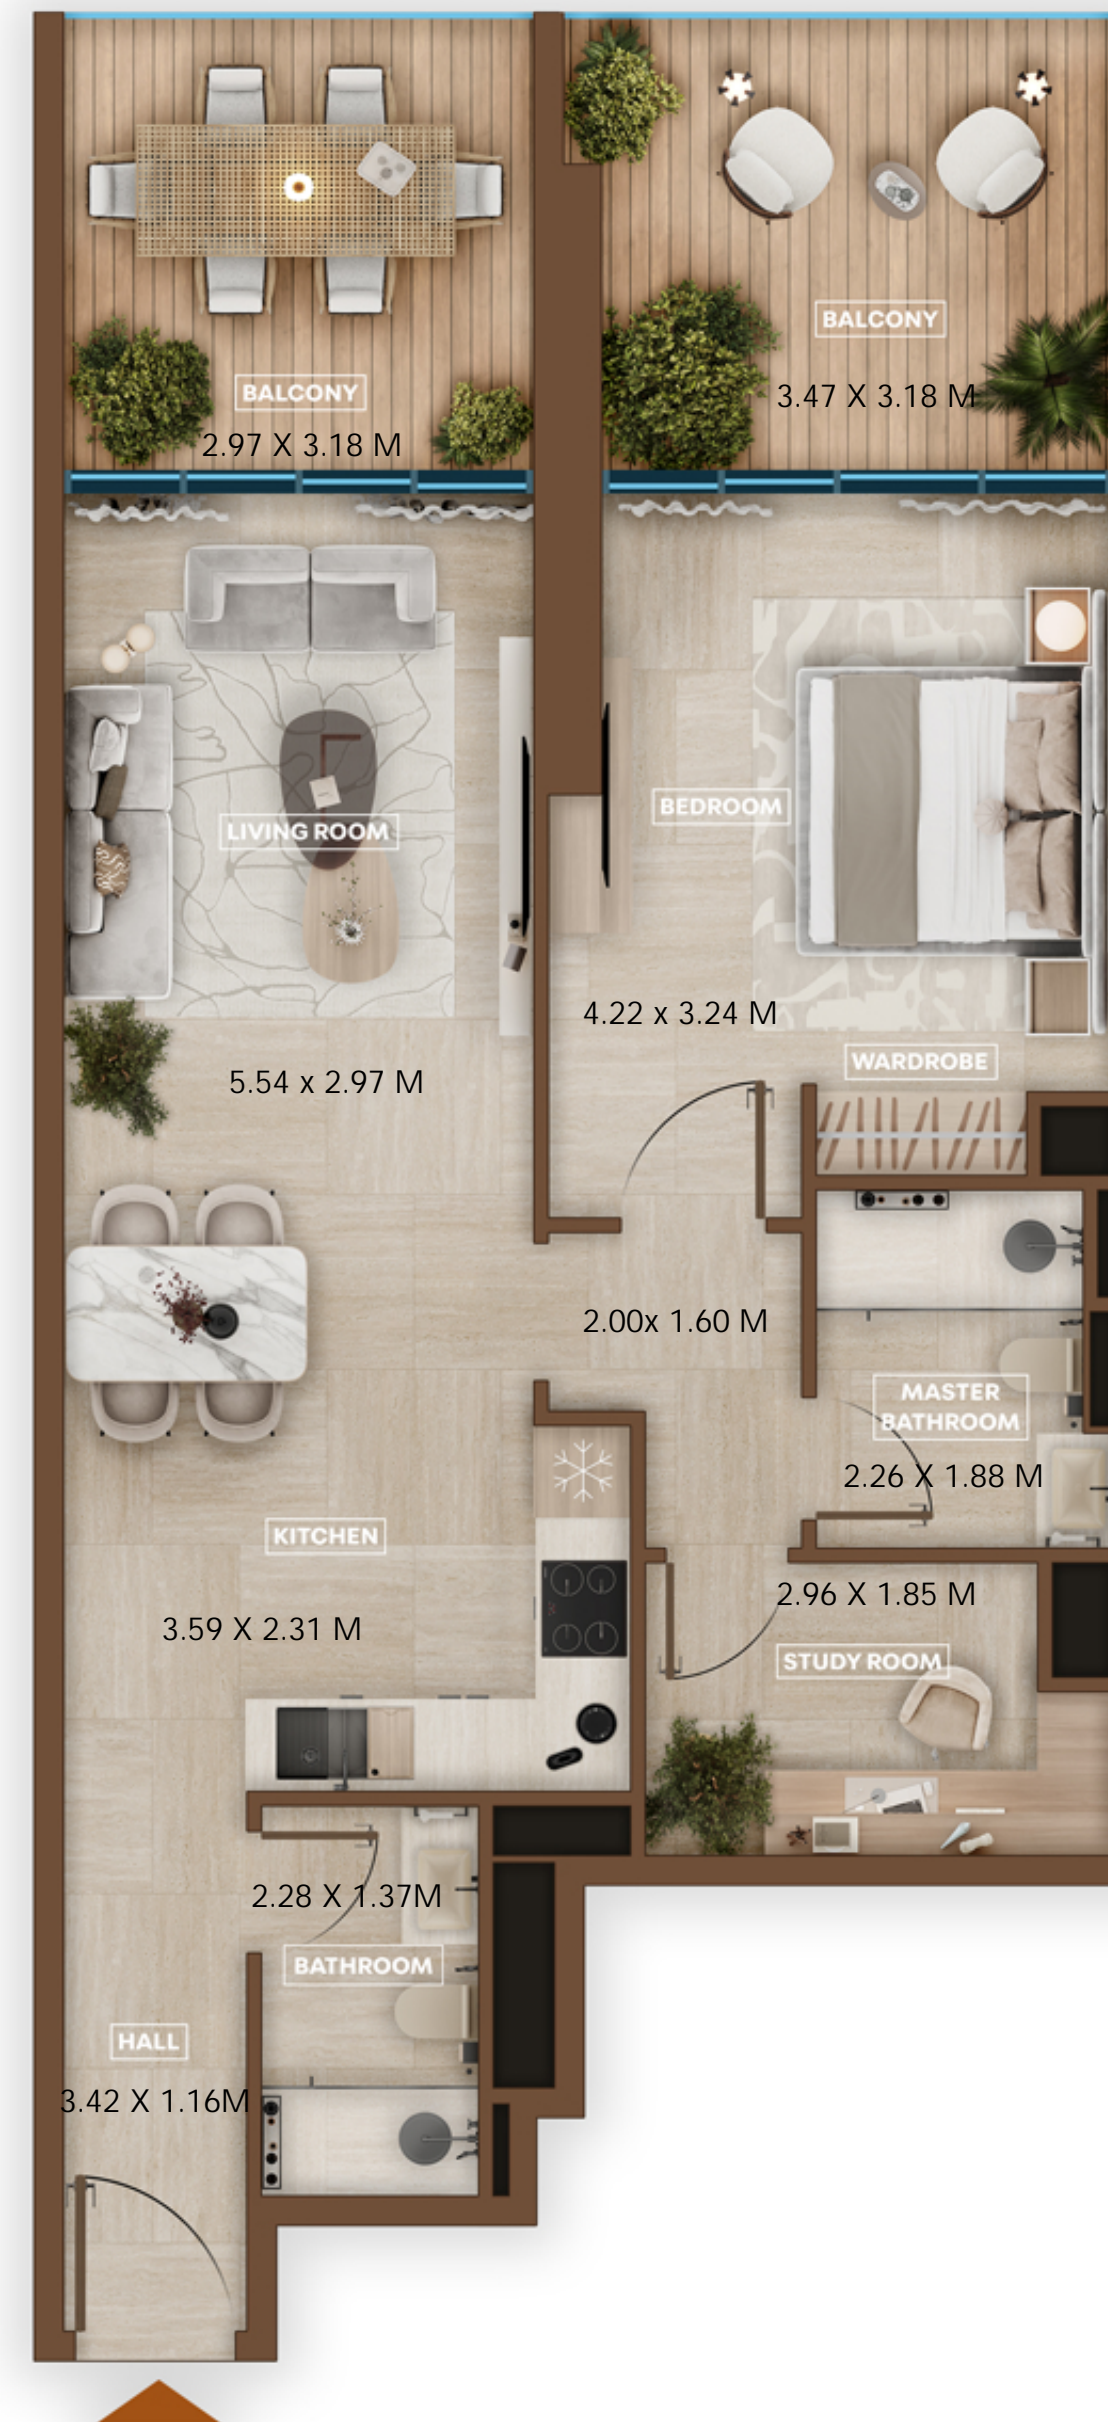 BALCONY
3.47 X 3.18 M
BALCONY
2.97 X 3.18 M
BEDROOM
LIVING ROOM
4.22 x 3.24 M
WARDROBE
5.54 x 2.97 M
2.00x 1.60 M
MASTER
BATHROOM
2.26 X 1.88 M
KITCHEN
3.59 X 2.31 M
2.96 X 1.85 M
STUDY ROOM
2.28 X 1.37M
BATHROOM
HALL
3.42 X 1.16M